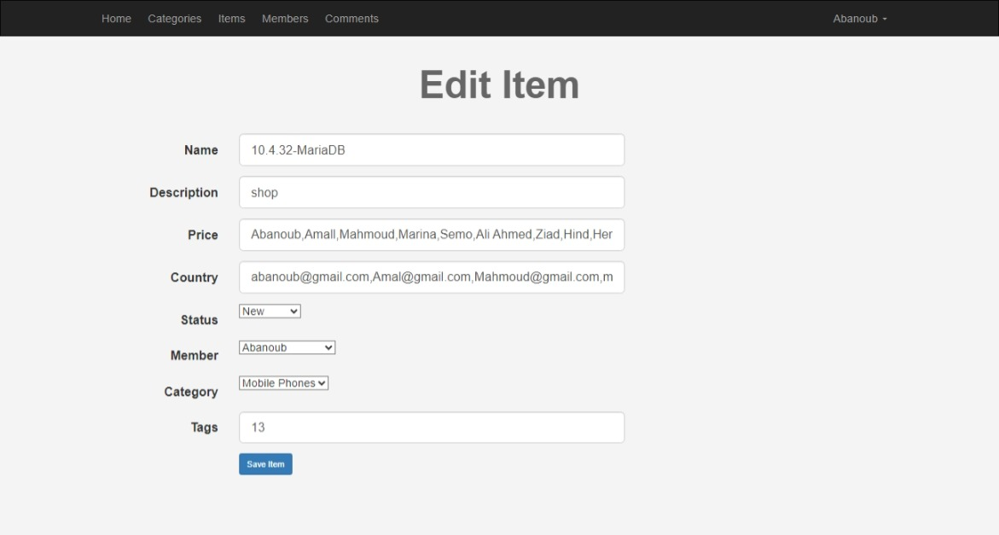 Home Categories Items Members Comments Abanoub
Edit Item
Name 10.4.32-MariaDB
Description shop
Price Abanoub,Amall,Mahmoud,Marina,Semo,Ali Ahmed,Ziad,Hind,Her
Country abanoub@gmail.com,Amal@gmail.com,Mahmoud@gmail.com,m
Status New
Member Abanoub
Category Mobile Phones
Tags 13
Save Item